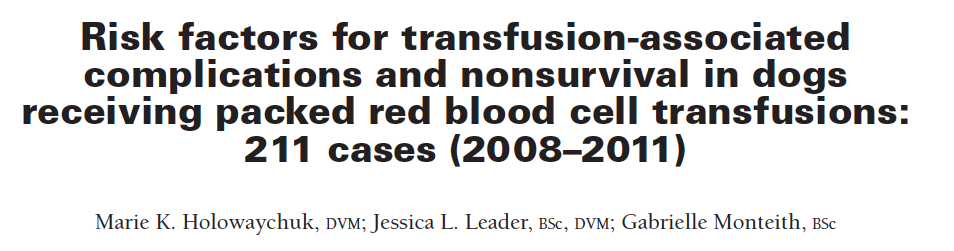 Risk factors for transfusion-associated
complications and nonsurvival in dogs
receiving packed red blood cell transfusions:
211 cases (2008–2011)
Marie K. Holowaychuk, DVM; Jessica L. Leader, BSc, DVM; Gabrielle Monteith, BSc